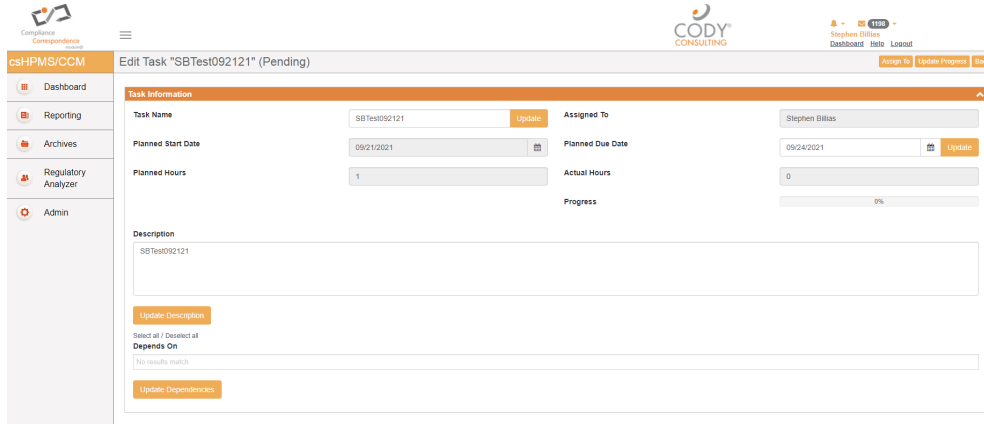 Compliance
Correspondence
CODY®
CONSULTING
1198
Stephen Billias
Dashboard Help Logout
csHPMS/CCM
Edit Task "SBTest092121" (Pending)
Assign To Update Progress Bac
Dashboard
Reporting
Archives
Regulatory
Analyzer
Admin
Task Information
Task Name SBTest092121 Update Assigned To Stephen Billias
Planned Start Date 09/21/2021 Planned Due Date 09/24/2021 Update
Planned Hours 1 Actual Hours 0
Progress 0%
Description
SBTest092121
Update Description
Select all / Deselect all
Depends On
No results match
Update Dependencies